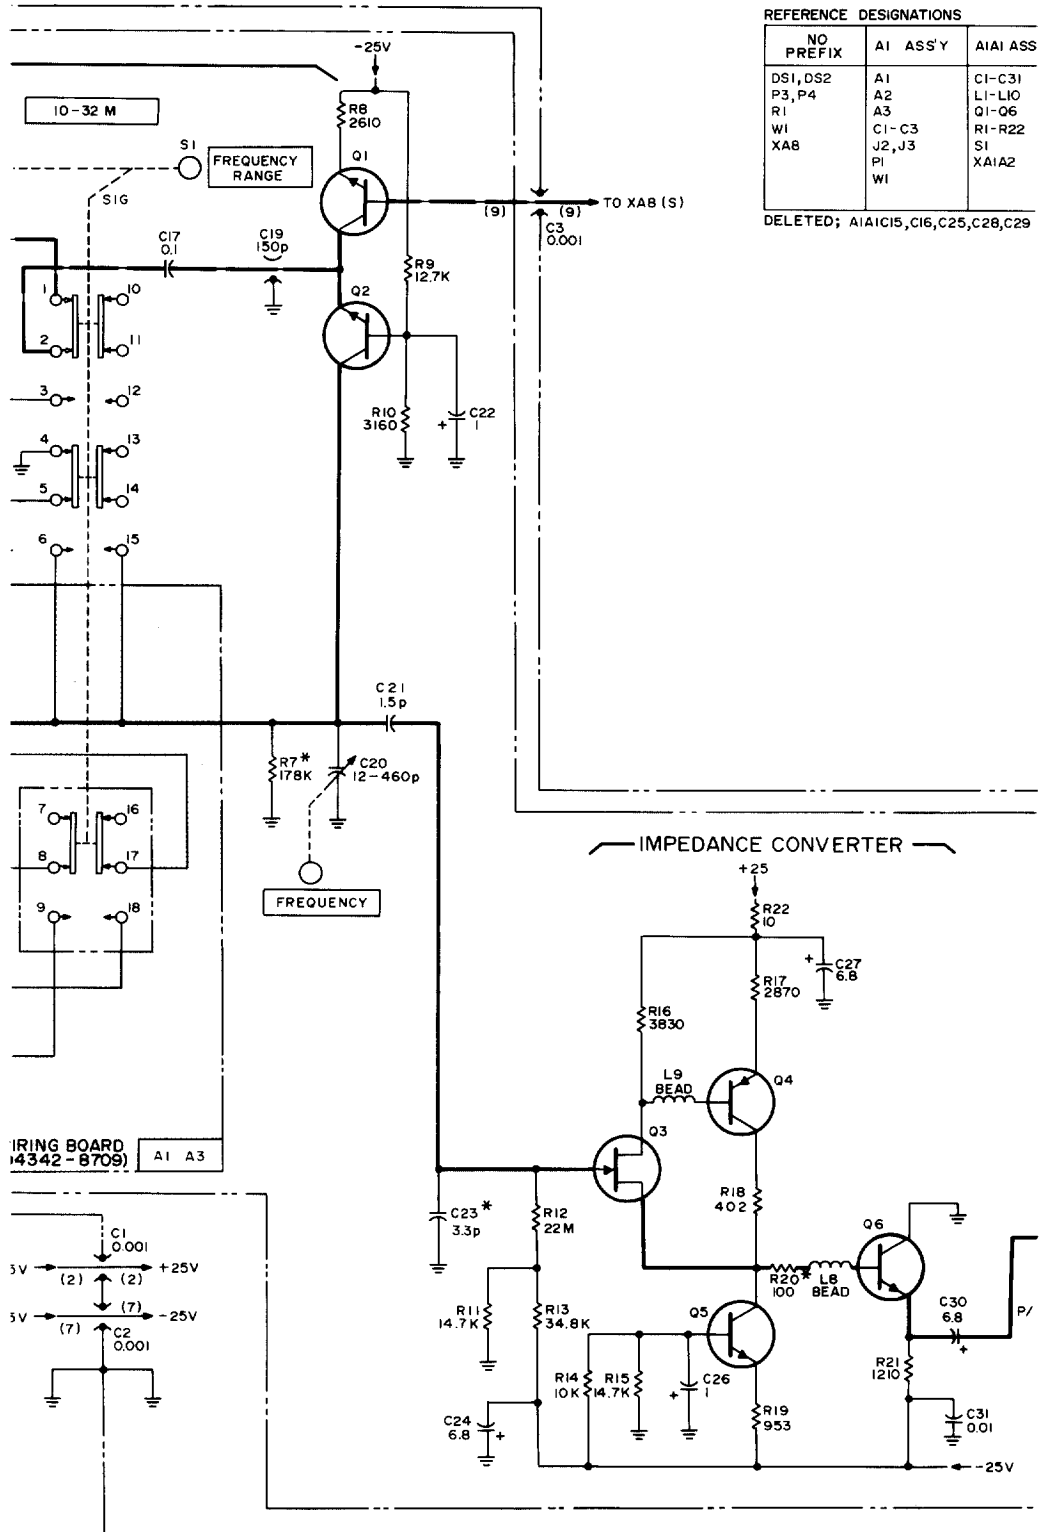 REFERENCE DESIGNATIONS
NO PREFIX
A1 ASS'Y
A1A1 ASS
DS1, DS2
P3, P4
R1
W1
XA8
A1
A2
A3
C1-C3
J2, J3
P1
W1
C1-C31
L1-L10
Q1-Q6
R1-R22
S1
XA1A2
DELETED; A1A1C15, C16, C25, C28, C29
-25V
R8
2610
10-32 M
S1
FREQUENCY
RANGE
Q1
S1G
(9)
(9)
TO XA8 (S)
C3
0.001
C17
0.1
C19
150p
R9
12.7K
Q2
1
10
2
11
3
12
R10
3160
C22
1
+
4
13
5
14
6
15
C21
1.5p
R7*
178K
C20
12-460p
7
16
8
17
9
18
FREQUENCY
IMPEDANCE CONVERTER
+25
R22
10
+
C27
6.8
R17
2870
R16
3830
L9
BEAD
Q4
Q3
IRING BOARD
04342-8709)
A1 A3
C23*
3.3p
R12
22M
R18
402
Q6
C1
0.001
5V
(2)
(2)
+25V
5V
(7)
(7)
-25V
C2
0.001
R20*
100
L8
BEAD
R11
14.7K
R13
34.8K
Q5
C30
6.8
+
P/
R14
10K
R15
14.7K
C26
1
+
R21
1210
C24
6.8
+
R19
953
C31
0.01
-25V